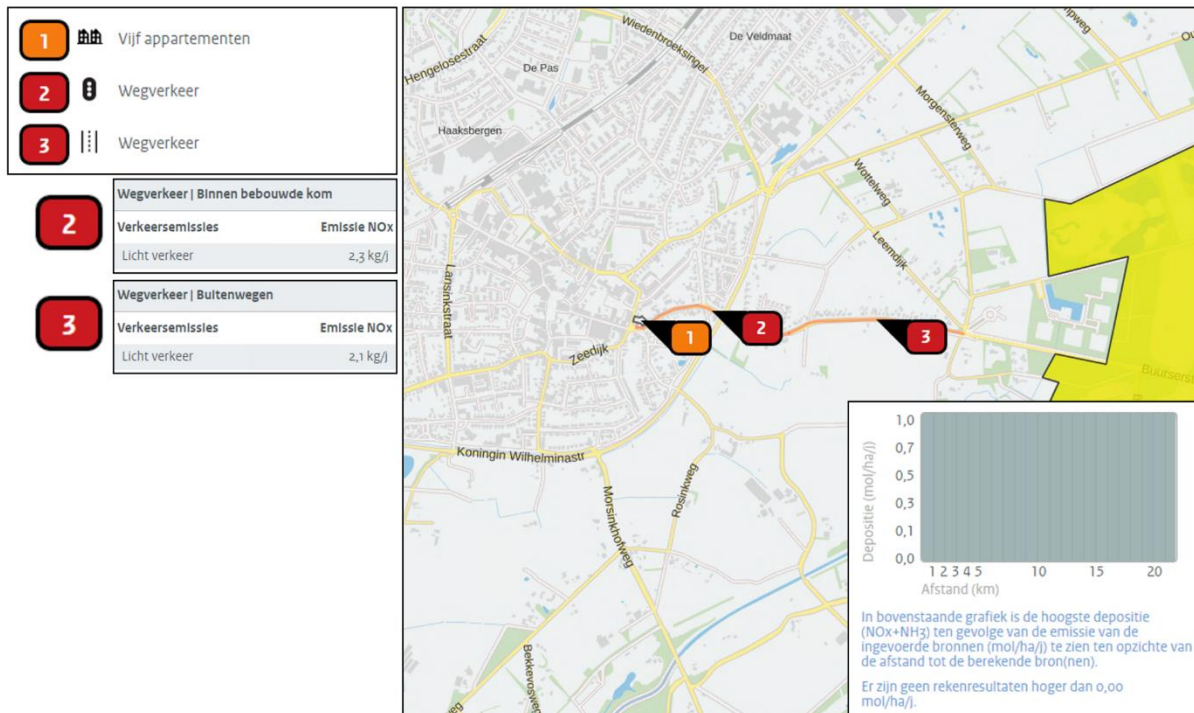 1 Vijf appartementen
2 Wegverkeer
3 Wegverkeer
2
Wegverkeer | Binnen bebouwde kom
Verkeersemissies Emissie NOx
Licht verkeer 2,3 kg/j
3
Wegverkeer | Buitenwegen
Verkeersemissies Emissie NOx
Licht verkeer 2,1 kg/j
Wiedenbroeksingel
De Veldmaat
Hengelosestraat
De Pas
Morgensterweg
Haaksbergen
Wottelweg
Leemdijk
Lansinkstraat
1
2
3
Zeedijk
Koningin Wilhelminastr
Rosinkweg
Morsinkhofweg
Bekkevosweg
Depositie (mol/ha/j)
1,0
0,7
0,5
0,3
0,1
0,0
1 2 3 4 5 10 15 20
Afstand (km)
In bovenstaande grafiek is de hoogste depositie
(NOx+NH3) ten gevolge van de emissie van de
ingevoerde bronnen (mol/ha/j) te zien ten opzichte van
de afstand tot de berekende bron(nen).
Er zijn geen rekenresultaten hoger dan 0,00
mol/ha/j.